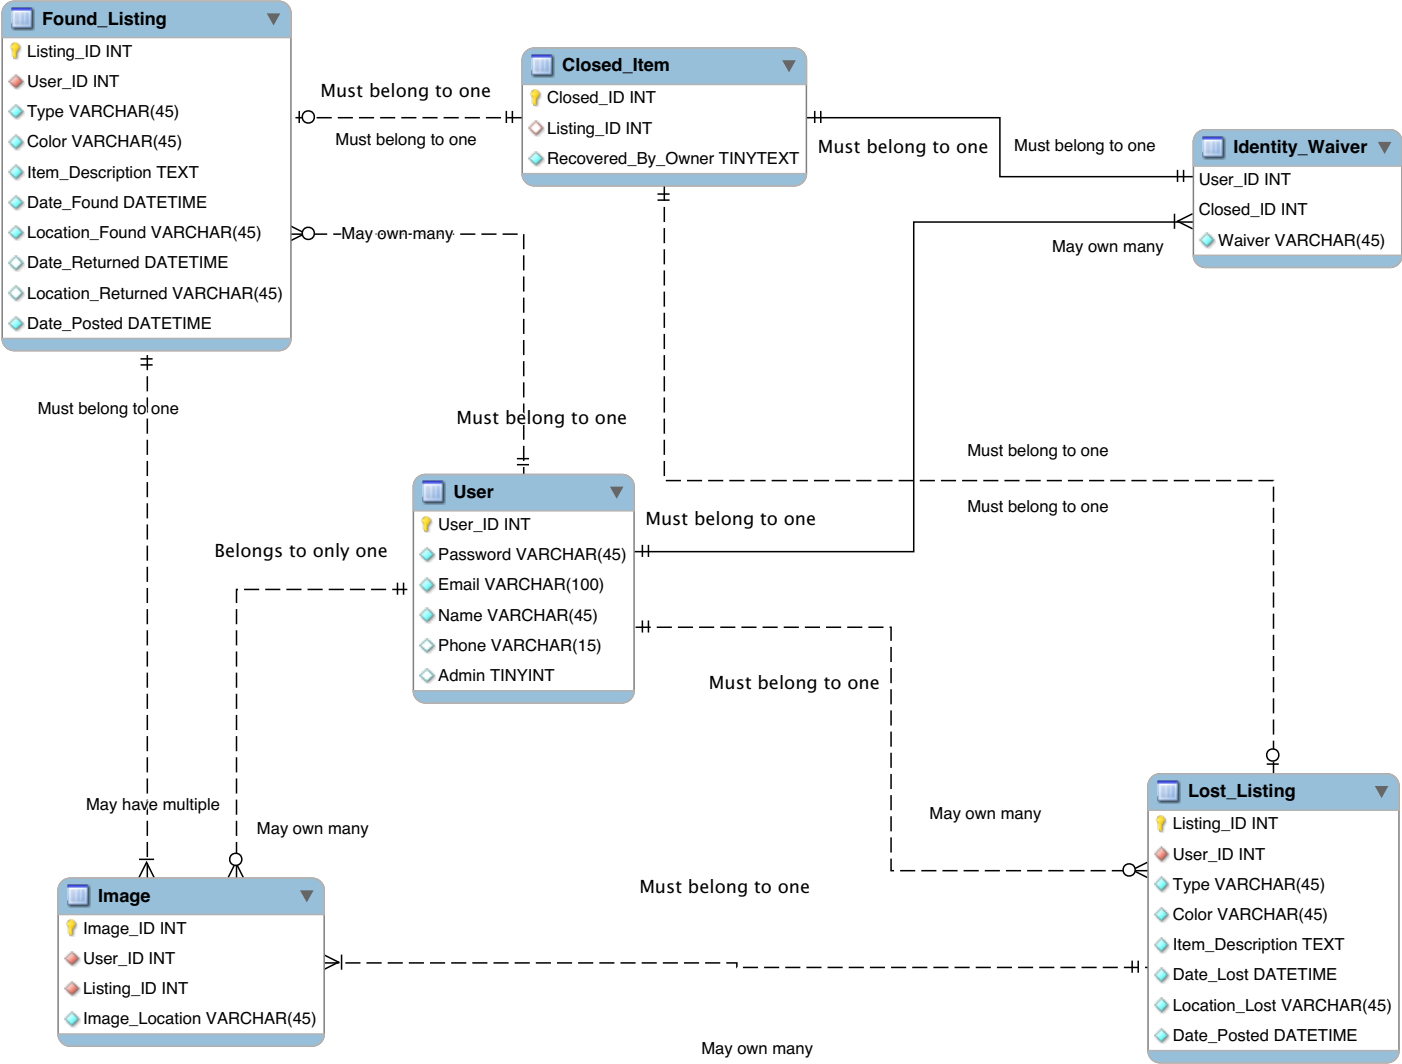 Found_Listing
Listing_ID INT
User_ID INT
Type VARCHAR(45)
Color VARCHAR(45)
Item_Description TEXT
Date_Found DATETIME
Location_Found VARCHAR(45)
Date_Returned DATETIME
Location_Returned VARCHAR(45)
Date_Posted DATETIME
Must belong to one
Must belong to one
Closed_Item
Closed_ID INT
Listing_ID INT
Recovered_By_Owner TINYTEXT
Must belong to one
Must belong to one
Identity_Waiver
User_ID INT
Closed_ID INT
Waiver VARCHAR(45)
May own many
May own many
Must belong to one
Must belong to one
Must belong to one
Must belong to one
User
User_ID INT
Password VARCHAR(45)
Email VARCHAR(100)
Name VARCHAR(45)
Phone VARCHAR(15)
Admin TINYINT
Must belong to one
Belongs to only one
Must belong to one
May have multiple
May own many
May own many
Lost_Listing
Listing_ID INT
User_ID INT
Type VARCHAR(45)
Color VARCHAR(45)
Item_Description TEXT
Date_Lost DATETIME
Location_Lost VARCHAR(45)
Date_Posted DATETIME
Image
Image_ID INT
User_ID INT
Listing_ID INT
Image_Location VARCHAR(45)
Must belong to one
May own many